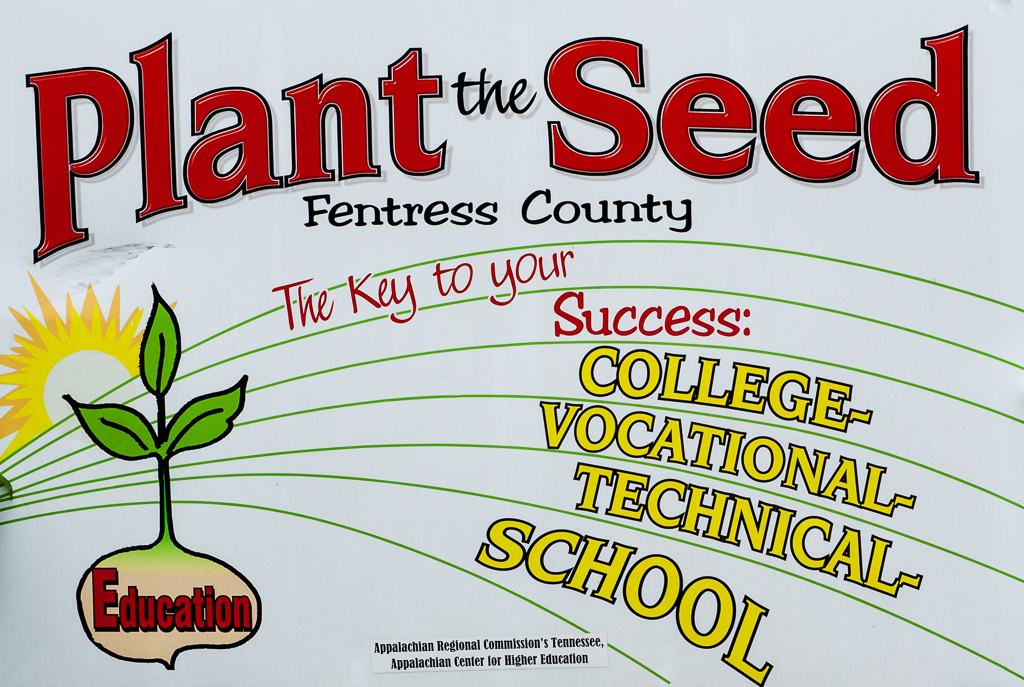 Plant the Seed
Fentress County
The Key to your
Success:
COLLEGE-
VOCATIONAL-
TECHNICAL-
SCHOOL
Education
Appalachian Regional Commission's Tennessee,
Appalachian Center for Higher Education